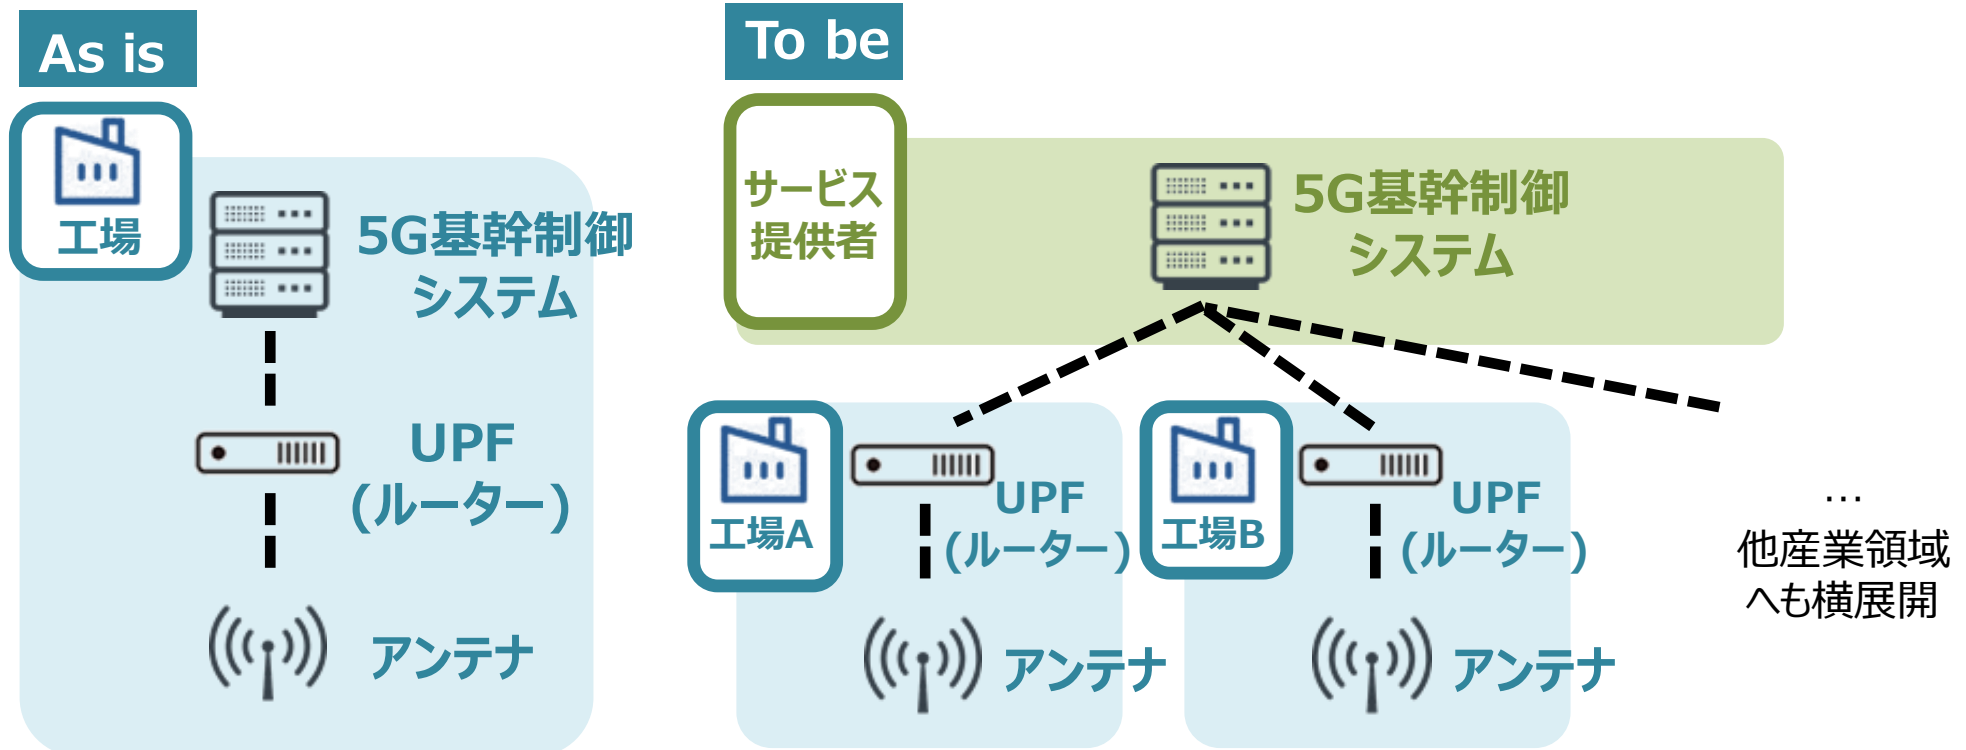 As is
工場
5G基幹制御
システム
UPF
(ルーター)
アンテナ
To be
サービス
提供者
5G基幹制御
システム
工場A
UPF
(ルーター)
アンテナ
工場B
UPF
(ルーター)
アンテナ
…
他産業領域
へも横展開